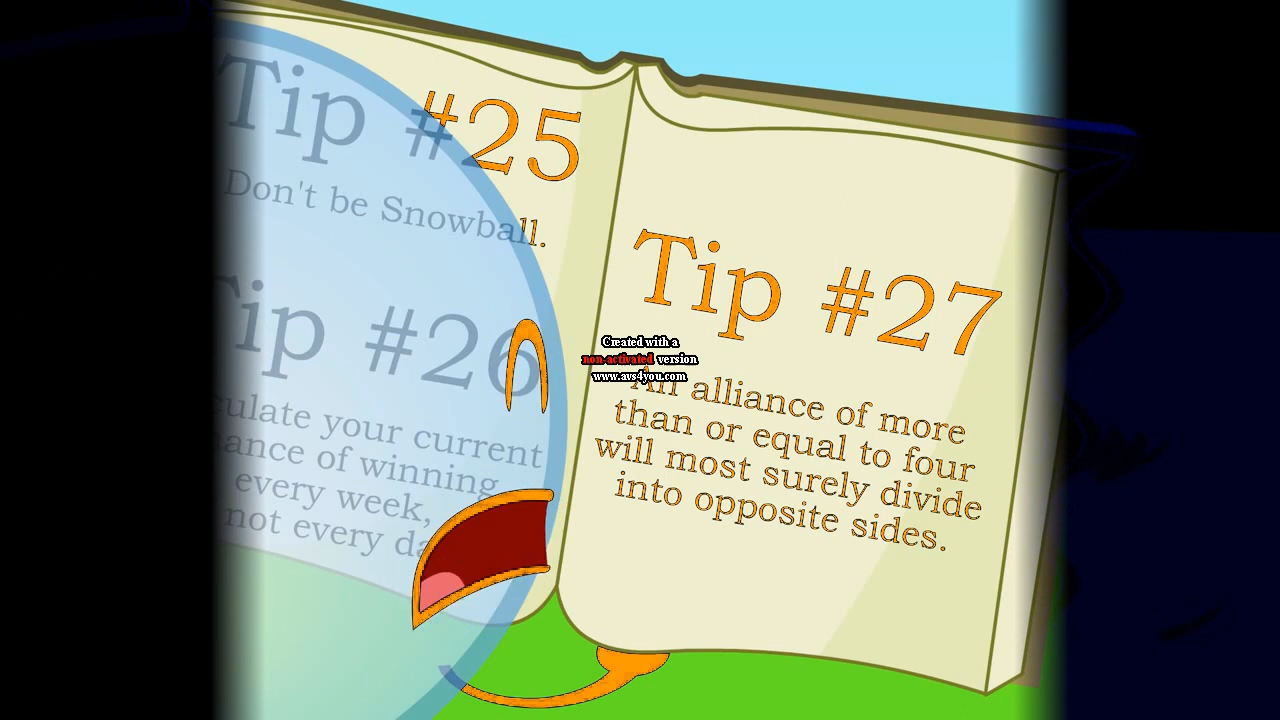 Tip #25
Don't be Snowball.
Tip #26
culate your current
ance of winning
every week,
not every da
Tip #27
An alliance of more
than or equal to four
will most surely divide
into opposite sides.
Created with a
non-activated version
www.avs4you.com